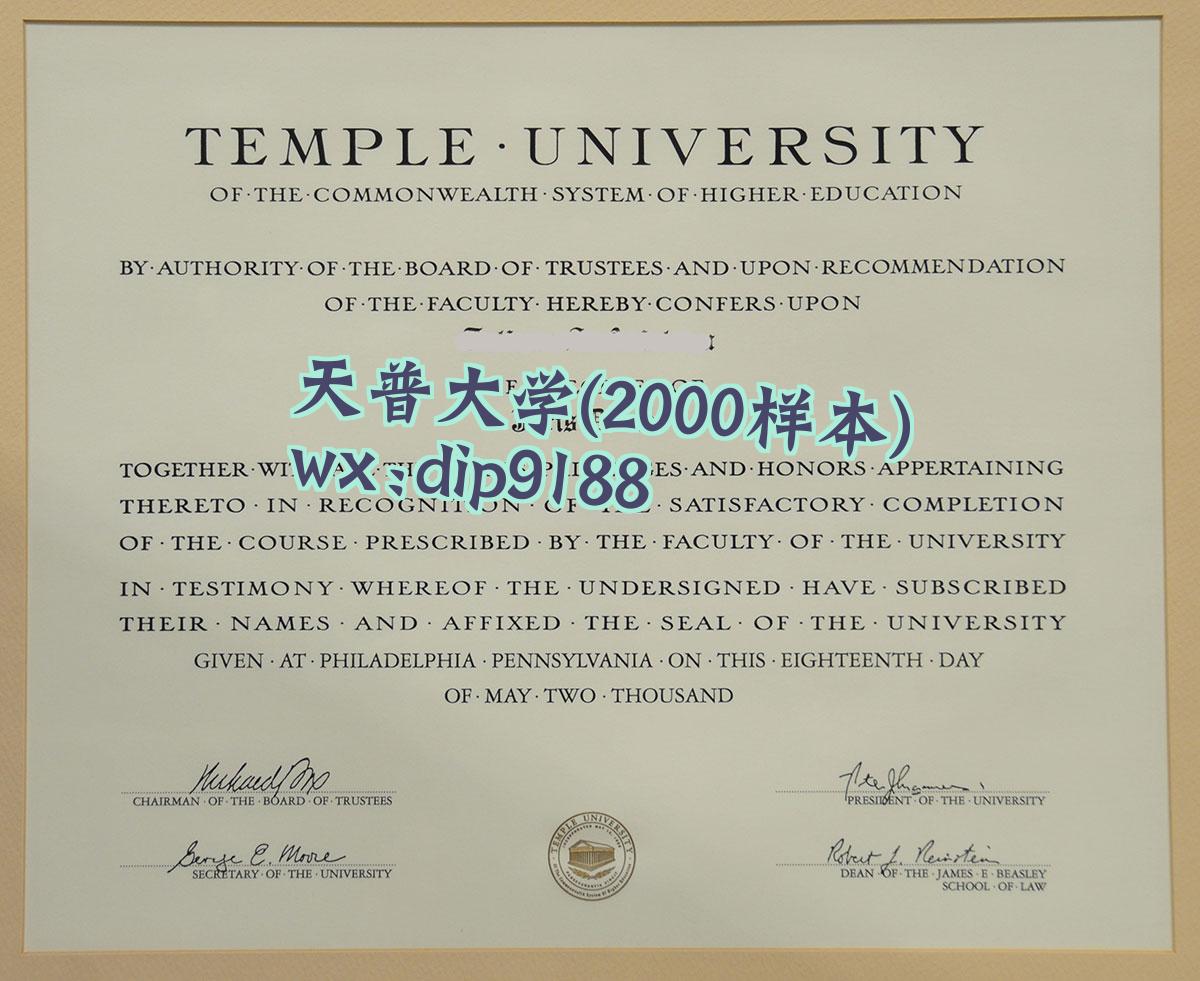 TEMPLE · UNIVERSITY
OF · THE · COMMONWEALTH · SYSTEM · OF · HIGHER · EDUCATION
BY · AUTHORITY · OF · THE · BOARD · OF · TRUSTEES · AND · UPON · RECOMMENDATION
OF · THE · FACULTY · HEREBY · CONFERS · UPON
天普大学(2000样本)
wx:dip9188
TOGETHER · · AND · HONORS · APPERTAINING
THERETO · IN · RECOGNITION · OF · · SATISFACTORY · COMPLETION
OF · THE · COURSE · PRESCRIBED · BY · THE · FACULTY · OF · THE · UNIVERSITY
IN · TESTIMONY · WHEREOF · THE · UNDERSIGNED · HAVE · SUBSCRIBED
THEIR · NAMES · AND · AFFIXED · THE · SEAL · OF · THE · UNIVERSITY
GIVEN · AT · PHILADELPHIA · PENNSYLVANIA · ON · THIS · EIGHTEENTH · DAY
OF · MAY · TWO · THOUSAND
CHAIRMAN · OF · THE · BOARD · OF · TRUSTEES
PRESIDENT · OF · THE · UNIVERSITY
George E. Moore
SECRETARY · OF · THE · UNIVERSITY
TEMPLE UNIVERSITY
Robert J. Reinstein
DEAN · OF · THE · JAMES · E · BEASLEY
SCHOOL · OF · LAW